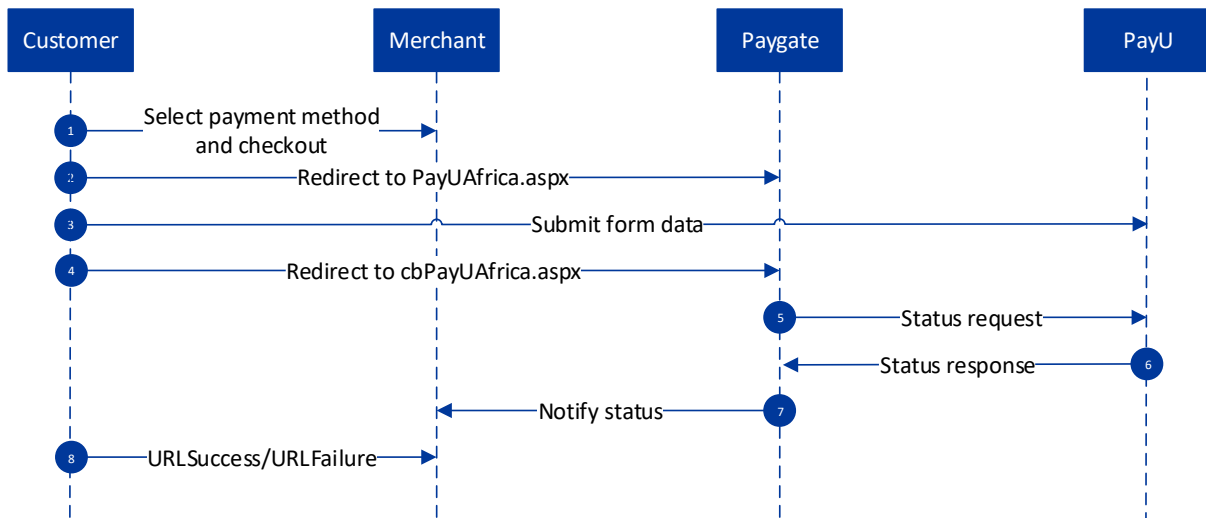 Customer
Merchant
Paygate
PayU
1
Select payment method
and checkout
2
Redirect to PayUAfrica.aspx
3
Submit form data
4
Redirect to cbPayUAfrica.aspx
5
Status request
Status response
6
Notify status
7
8
URLSuccess/URLFailure